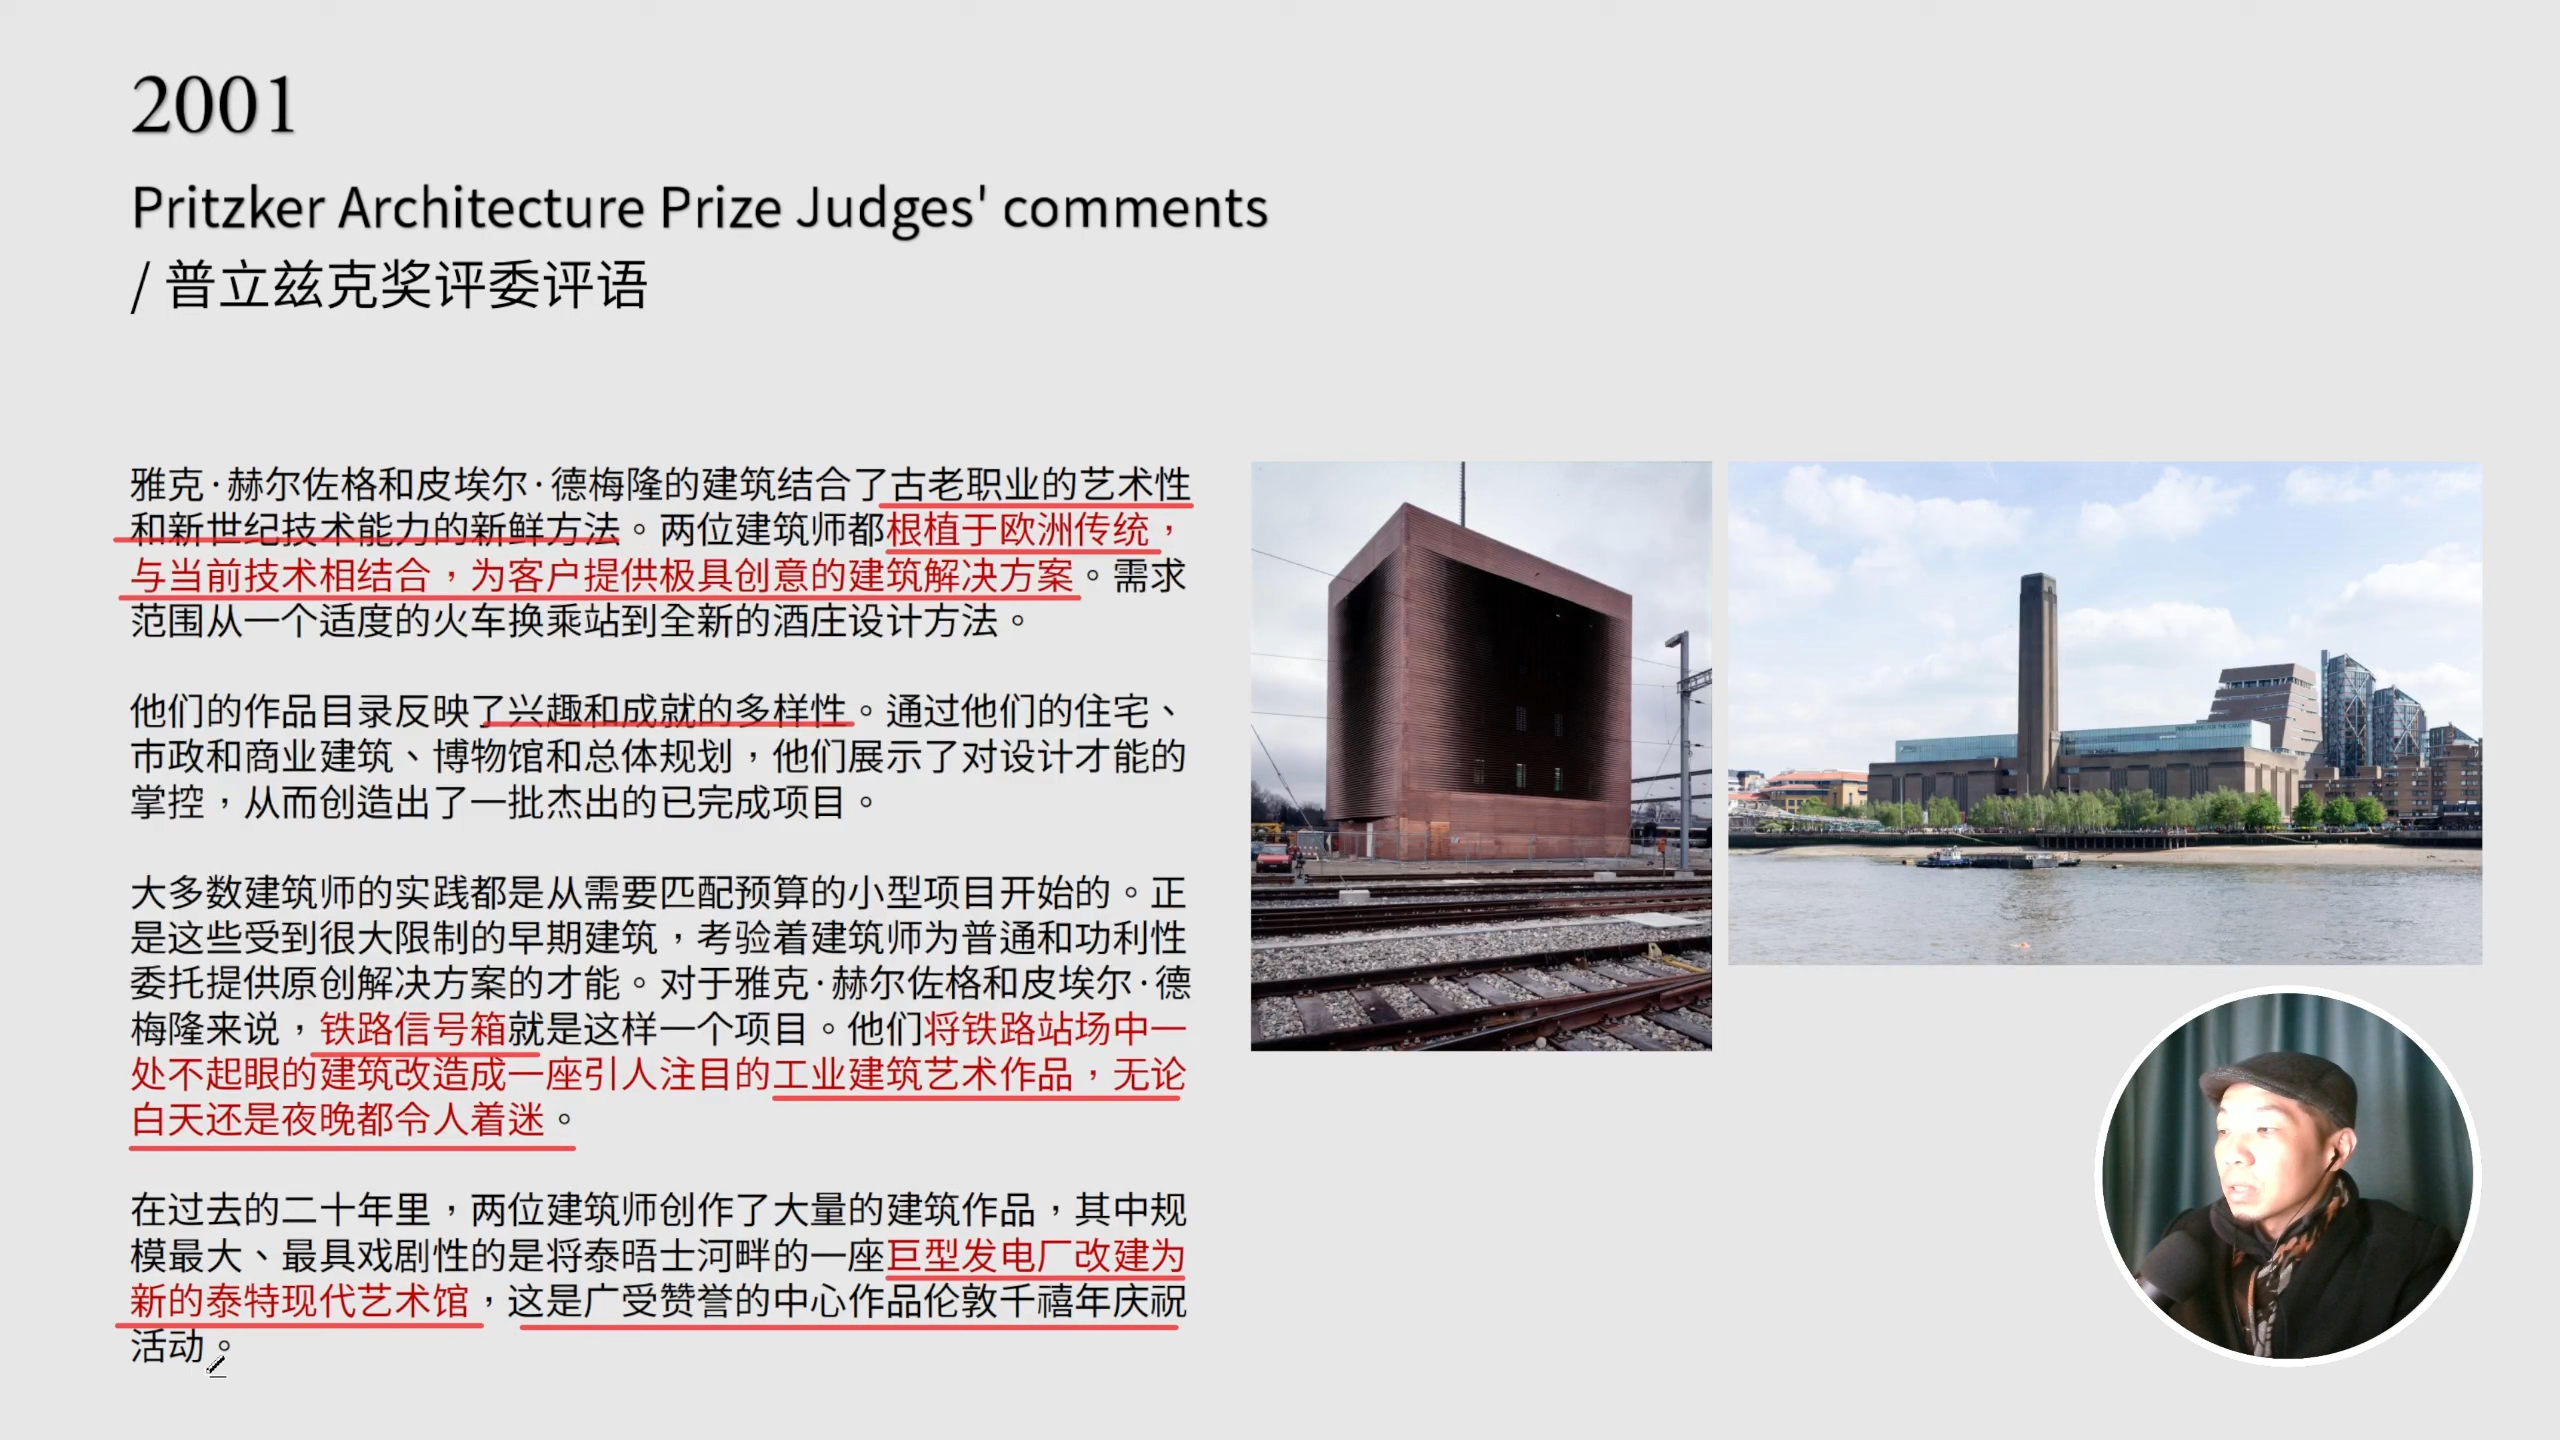 2001
Pritzker Architecture Prize Judges' comments
/ 普立兹克奖评委评语
雅克·赫尔佐格和皮埃尔·德梅隆的建筑结合了古老职业的艺术性
和新世纪技术能力的新鲜方法。两位建筑师都根植于欧洲传统，
与当前技术相结合，为客户提供极具创意的建筑解决方案。需求
范围从一个适度的火车换乘站到全新的酒庄设计方法。
他们的作品目录反映了兴趣和成就的多样性。通过他们的住宅、
市政和商业建筑、博物馆和总体规划，他们展示了对设计才能的
掌控，从而创造出了一批杰出的已完成项目。
大多数建筑师的实践都是从需要匹配预算的小型项目开始的。正
是这些受到很大限制的早期建筑，考验着建筑师为普通和功利性
委托提供原创解决方案的才能。对于雅克·赫尔佐格和皮埃尔·德
梅隆来说，铁路信号箱就是这样一个项目。他们将铁路站场中一
处不起眼的建筑改造成一座引人注目的工业建筑艺术作品，无论
白天还是夜晚都令人着迷。
在过去的二十年里，两位建筑师创作了大量的建筑作品，其中规
模最大、最具戏剧性的是将泰晤士河畔的一座巨型发电厂改建为
新的泰特现代艺术馆，这是广受赞誉的中心作品伦敦千禧年庆祝
活动。